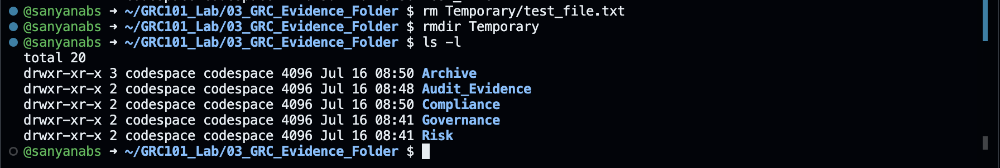 @sanyanabs → ~/GRC101_Lab/03_GRC_Evidence_Folder $ rm Temporary/test_file.txt
@sanyanabs → ~/GRC101_Lab/03_GRC_Evidence_Folder $ rmdir Temporary
@sanyanabs → ~/GRC101_Lab/03_GRC_Evidence_Folder $ ls -l
total 20
drwxr-xr-x 3 codespace codespace 4096 Jul 16 08:50 Archive
drwxr-xr-x 2 codespace codespace 4096 Jul 16 08:48 Audit_Evidence
drwxr-xr-x 2 codespace codespace 4096 Jul 16 08:50 Compliance
drwxr-xr-x 2 codespace codespace 4096 Jul 16 08:41 Governance
drwxr-xr-x 2 codespace codespace 4096 Jul 16 08:41 Risk
@sanyanabs → ~/GRC101_Lab/03_GRC_Evidence_Folder $